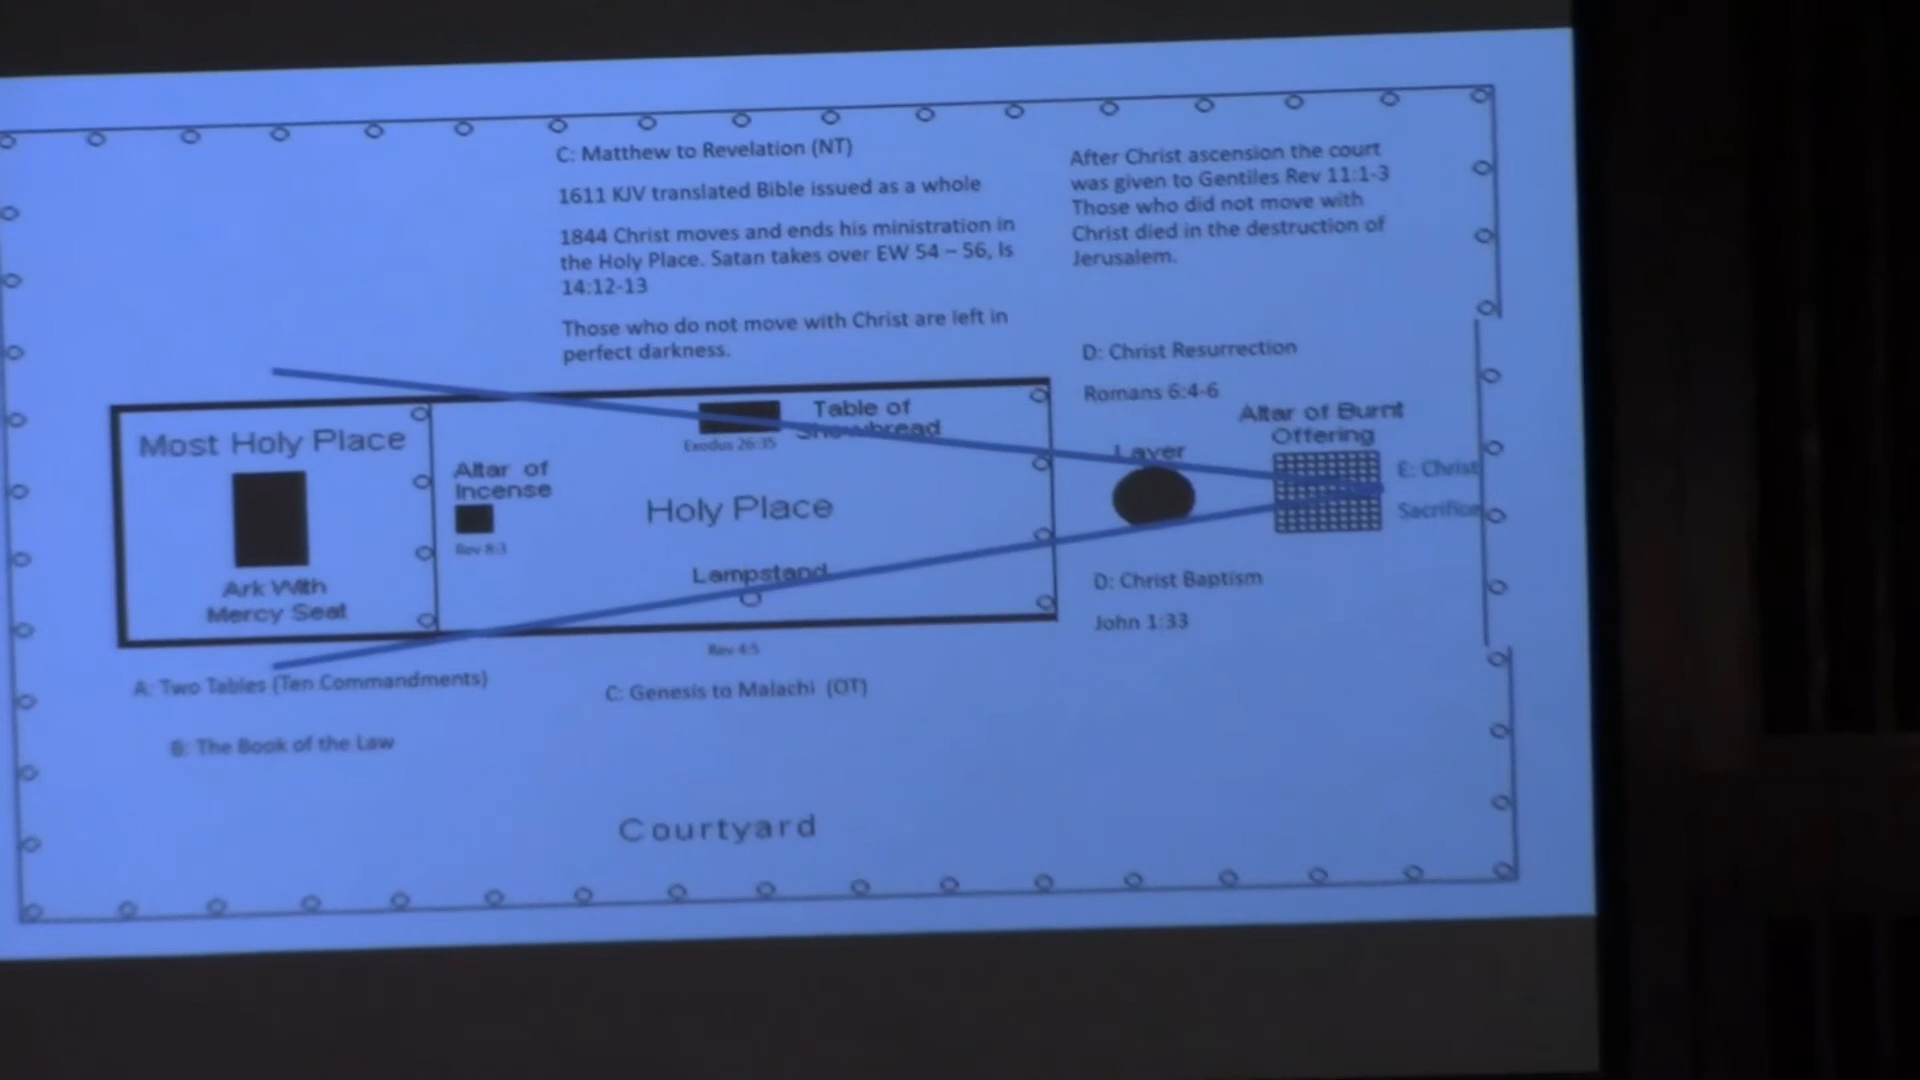 C: Matthew to Revelation (NT)
1611 KJV translated Bible issued as a whole
1844 Christ moves and ends his ministration in
the Holy Place. Satan takes over EW 54 – 56, Is
14:12-13
Those who do not move with Christ are left in
perfect darkness.
After Christ ascension the court
was given to Gentiles Rev 11:1-3
Those who did not move with
Christ died in the destruction of
Jerusalem.
D: Christ Resurrection
Romans 6:4-6
Altar of Burnt
Offering
E: Christ
Sacrifice
Laver
D: Christ Baptism
John 1:33
Table of
Showbread
Exodus 26:35
Most Holy Place
Altar of
Incense
Rev 8:3
Holy Place
Lampstand
Ark With
Mercy Seat
Rev 4:5
A: Two Tables (Ten Commandments)
C: Genesis to Malachi (OT)
B: The Book of the Law
Courtyard